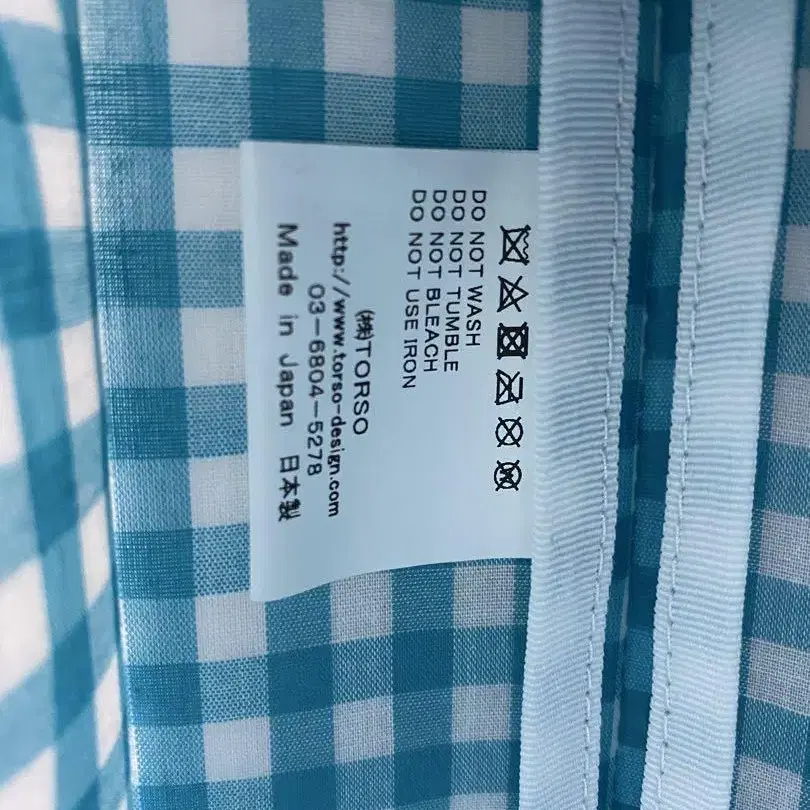 DO NOT WASH
DO NOT TUMBLE
DO NOT BLEACH
DO NOT USE IRON
㈱TORSO
http://www.torso-design.com
03-6804-5278
Made in Japan 日本製